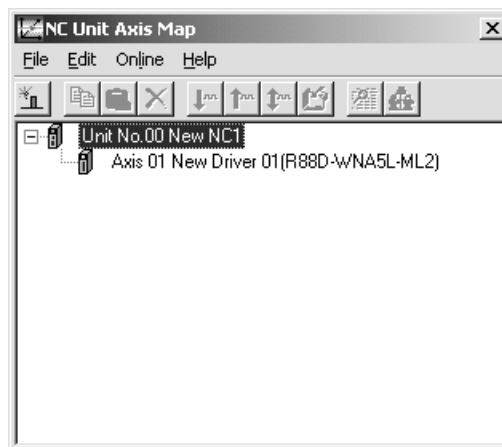 NC Unit Axis Map
File Edit Online Help
Unit No.00 New NC1
Axis 01 New Driver 01(R88D-WNA5L-ML2)